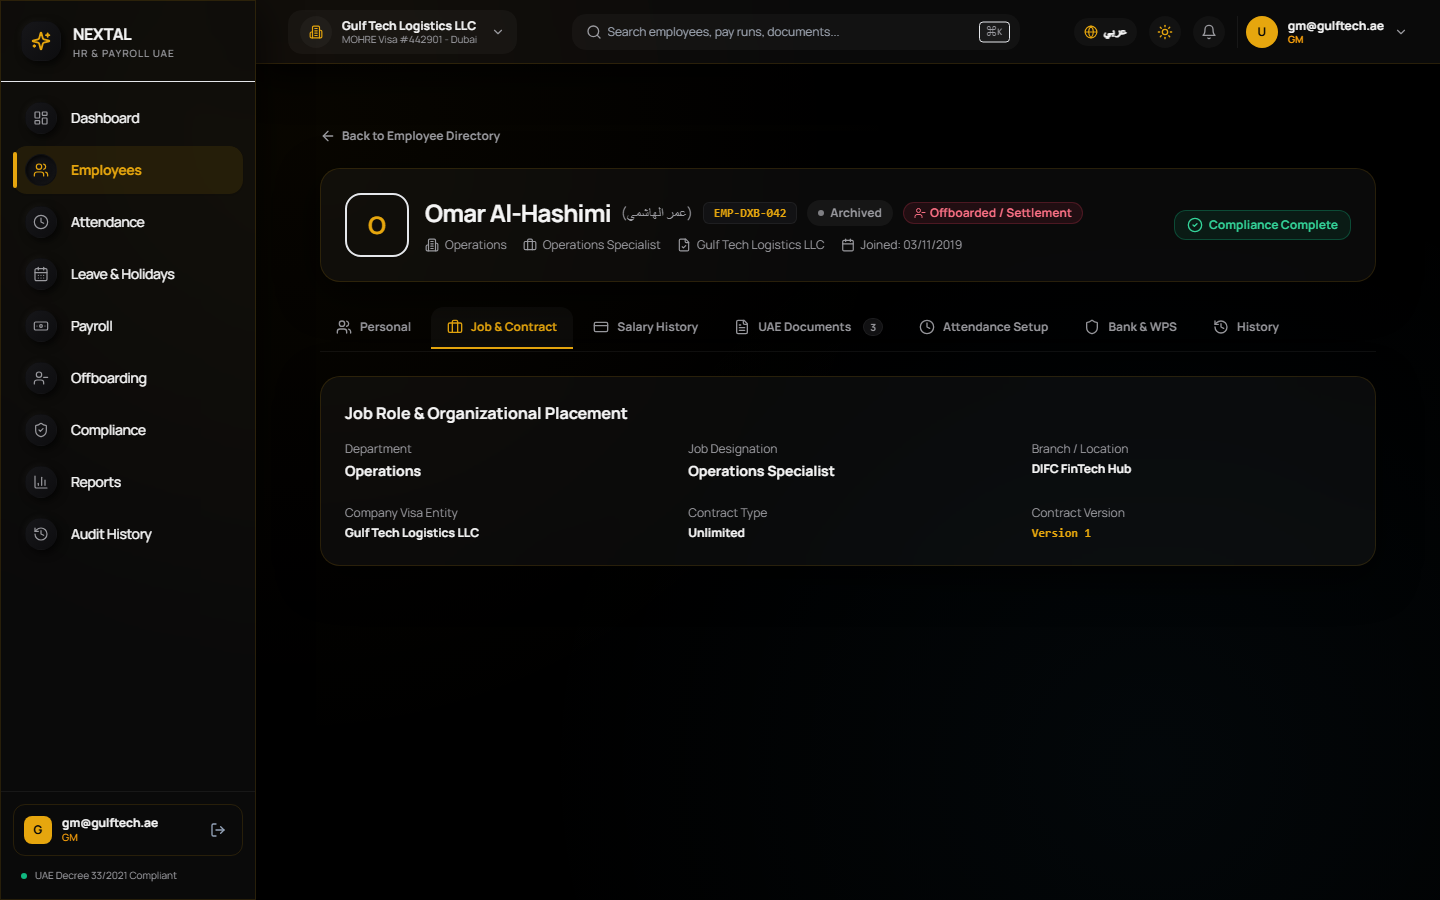 NEXTAL
HR & PAYROLL UAE
Gulf Tech Logistics LLC
MOHRE Visa #442901 - Dubai
Search employees, pay runs, documents...
⌘K
عربي
U
gm@gulftech.ae
GM
Dashboard
Employees
Attendance
Leave & Holidays
Payroll
Offboarding
Compliance
Reports
Audit History
G
gm@gulftech.ae
GM
UAE Decree 33/2021 Compliant
Back to Employee Directory
O
Omar Al-Hashimi (عمر الهاشمي) EMP-DXB-042 Archived Offboarded / Settlement
Operations Operations Specialist Gulf Tech Logistics LLC Joined: 03/11/2019
Compliance Complete
Personal Job & Contract Salary History UAE Documents 3 Attendance Setup Bank & WPS History
Job Role & Organizational Placement
Department Job Designation Branch / Location
Operations Operations Specialist DIFC FinTech Hub
Company Visa Entity Contract Type Contract Version
Gulf Tech Logistics LLC Unlimited Version 1